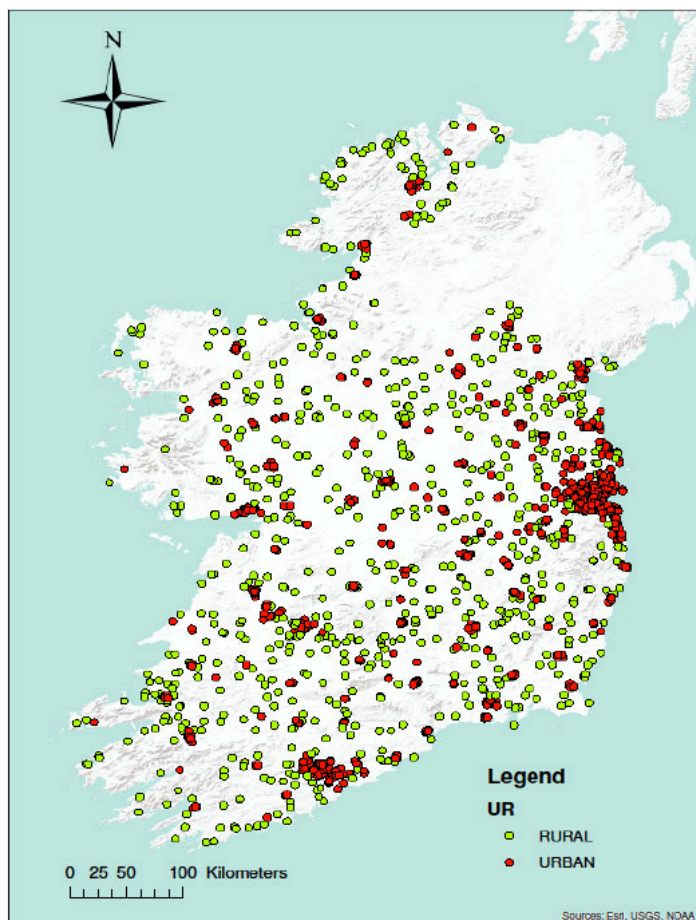 N
Legend
UR
RURAL
URBAN
0 25 50 100 Kilometers
Sources: Esri, USGS, NOAA